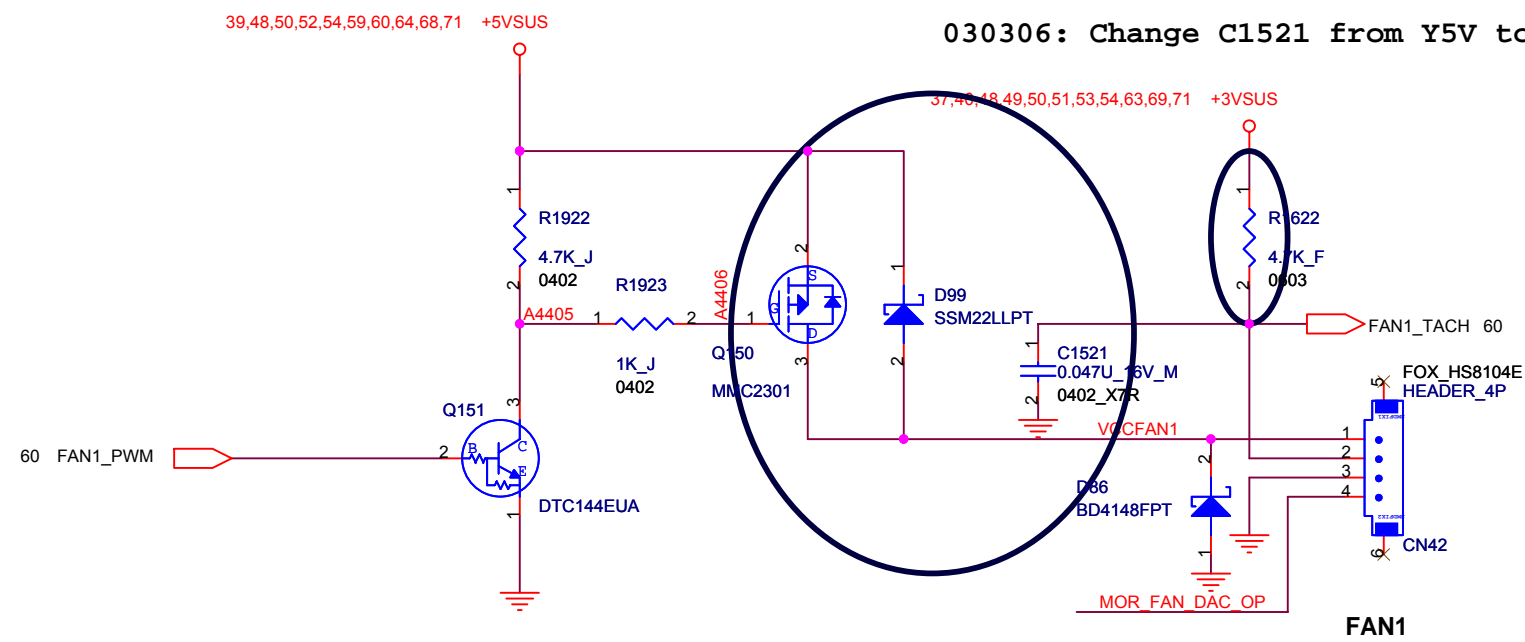 39,48,50,52,54,59,60,64,68,71 +5VSUS
030306: Change C1521 from Y5V to
37,46,48,49,50,51,53,54,63,69,71 +3VSUS
1
R1922
4.7K_J
0402
2
1
R1622
4.7K_F
0603
2
R1923
A4405
1
2
1K_J
0402
A4406
1
2
S
G
D
3
Q150
MMC2301
1
D99
SSM22LLPT
2
1
C1521
0.047U_16V_M
0402_X7R
2
FAN1_TACH 60
5
FOX_HS8104E
HEADER_4P
1
2
3
4
6
CN42
VCCFAN1
2
D86
BD4148FPT
1
Q151
3
60 FAN1_PWM
2
B
C
E
DTC144EUA
1
MOR_FAN_DAC_OP
FAN1